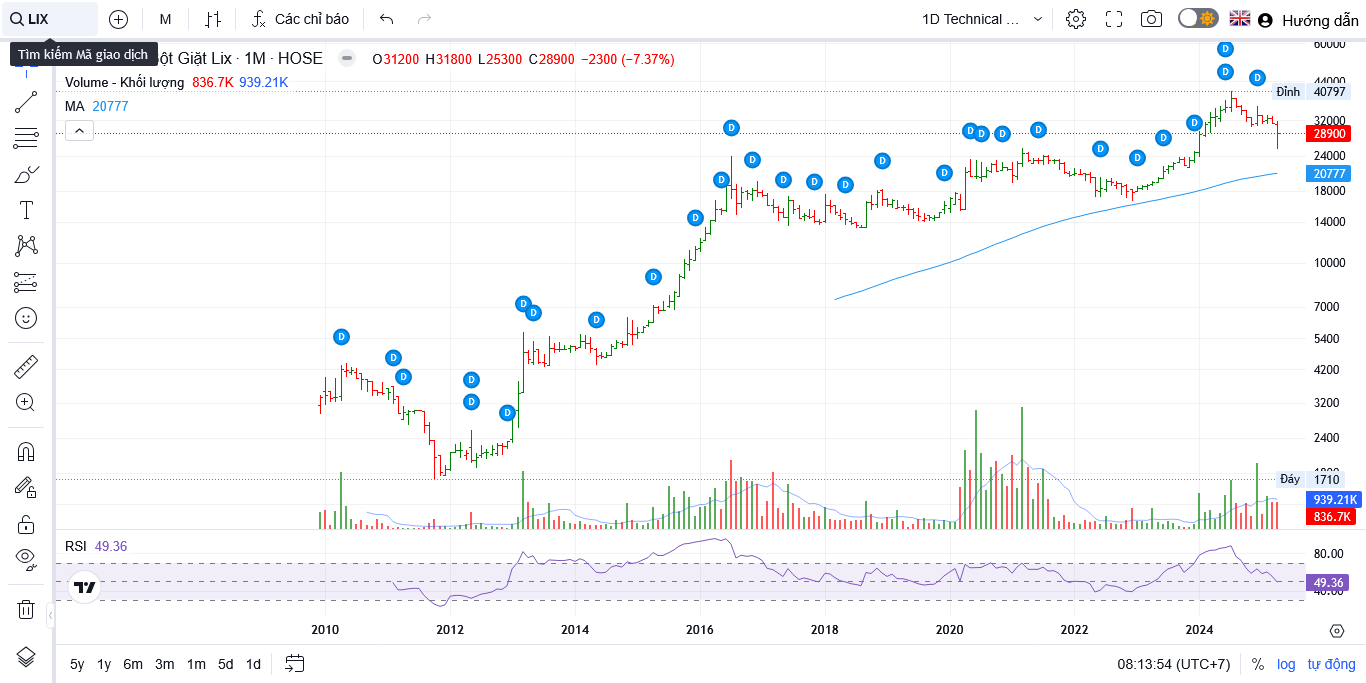 LIX
M
Các chỉ báo
1D Technical ...
Hướng dẫn
Tìm kiếm Mã giao dịch
ột Giặt Lix · 1M · HOSE
O31200 H31800 L25300 C28900 −2300 (−7.37%)
Volume - Khối lượng 836.7K 939.21K
MA 20777
60000
44000
Đỉnh 40797
32000
28900
24000
20777
18000
14000
10000
7000
5400
4200
3200
2400
Đáy 1710
939.21K
836.7K
RSI 49.36
80.00
49.36
40.00
D D D D D D D D D D D D D D D D D D D D D D D D D D D D D D
2010 2012 2014 2016 2018 2020 2022 2024
5y 1y 6m 3m 1m 5d 1d
08:13:54 (UTC+7) % log tự động